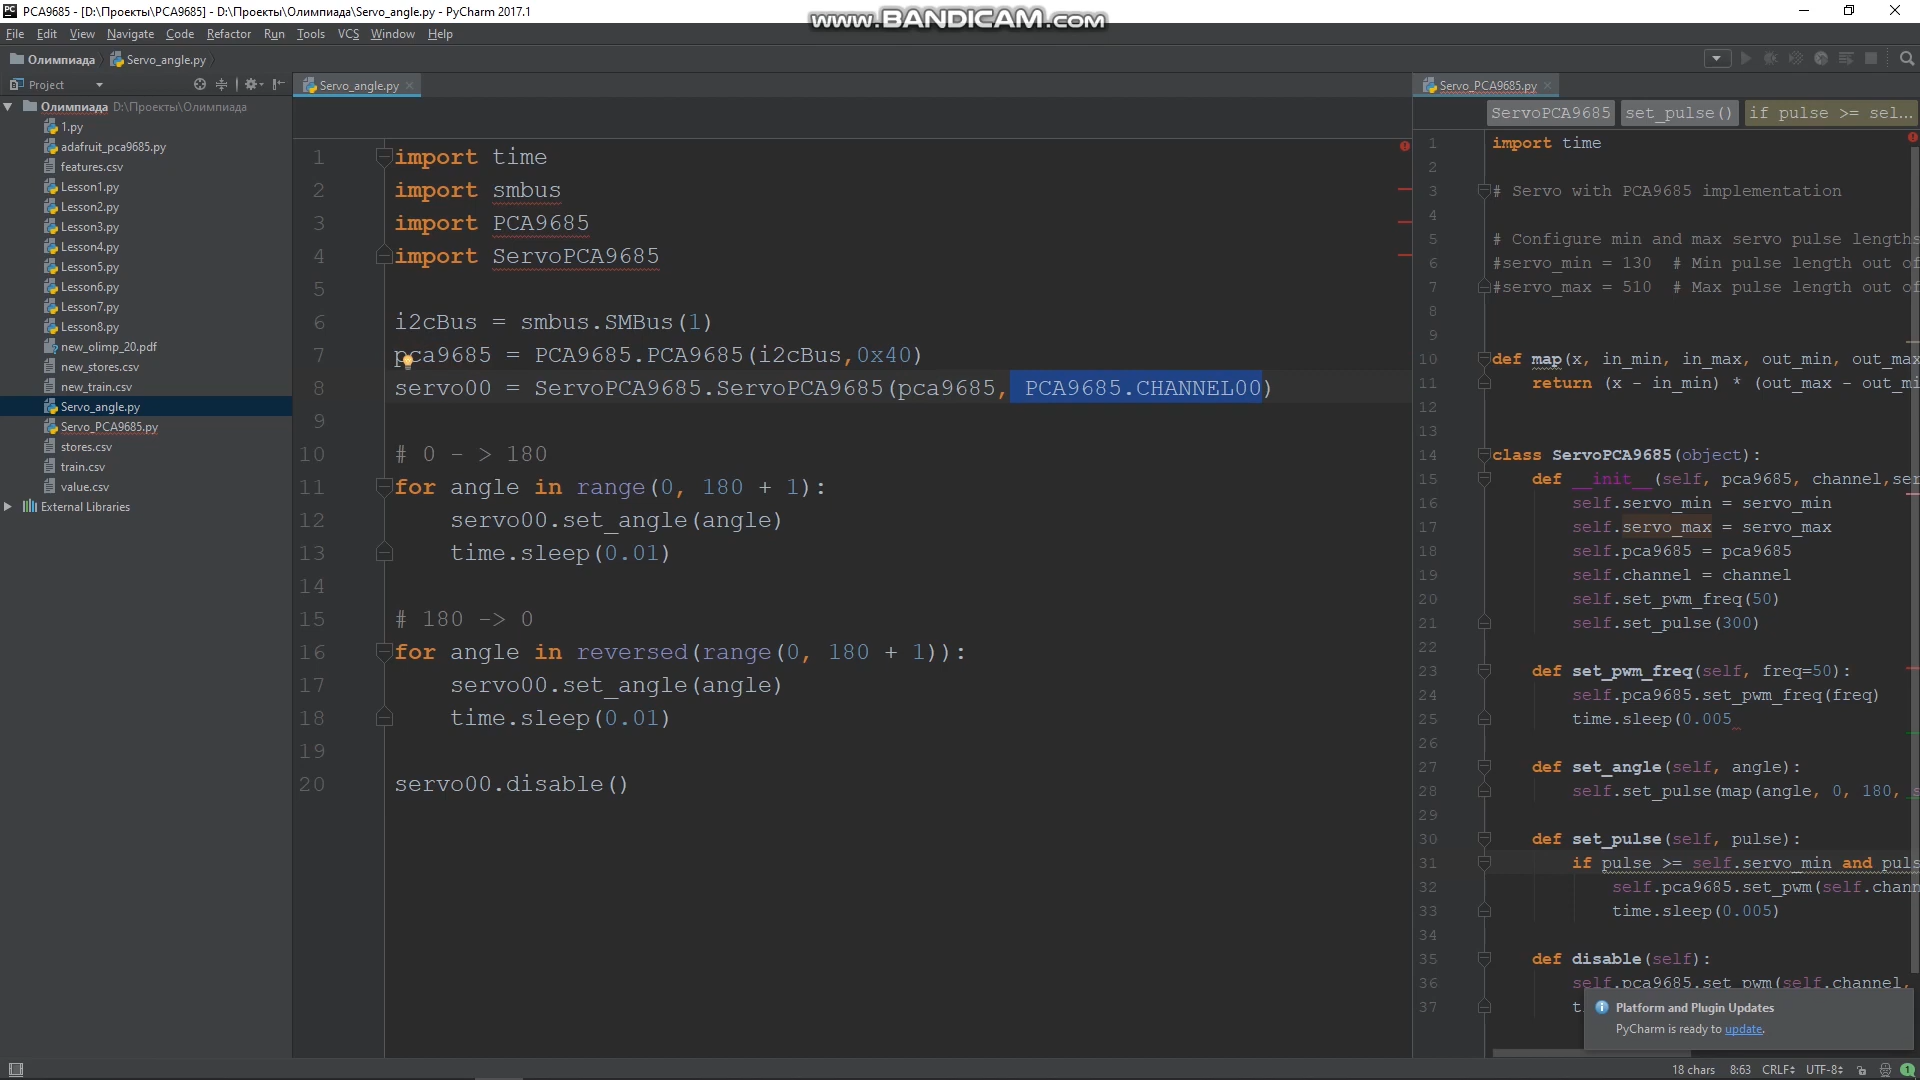 PCA9685 - [D:\Проекты\PCA9685] - D:\Проекты\Олимпиада\Servo_angle.py - PyCharm 2017.1
www.BANDICAM.com
File Edit View Navigate Code Refactor Run Tools VCS Window Help
Олимпиада Servo_angle.py
Project
Олимпиада D:\Проекты\Олимпиада
1.py
adafruit_pca9685.py
features.csv
Lesson1.py
Lesson2.py
Lesson3.py
Lesson4.py
Lesson5.py
Lesson6.py
Lesson7.py
Lesson8.py
new_olimp_20.pdf
new_stores.csv
new_train.csv
Servo_angle.py
Servo_PCA9685.py
stores.csv
train.csv
value.csv
External Libraries
Servo_angle.py
1 import time
2 import smbus
3 import PCA9685
4 import ServoPCA9685
5
6 i2cBus = smbus.SMBus(1)
7 pca9685 = PCA9685.PCA9685(i2cBus,0x40)
8 servo00 = ServoPCA9685.ServoPCA9685(pca9685, PCA9685.CHANNEL00)
9
10 # 0 - > 180
11 for angle in range(0, 180 + 1):
12 servo00.set_angle(angle)
13 time.sleep(0.01)
14
15 # 180 -> 0
16 for angle in reversed(range(0, 180 + 1)):
17 servo00.set_angle(angle)
18 time.sleep(0.01)
19
20 servo00.disable()
Servo_PCA9685.py
ServoPCA9685 set_pulse() if pulse >= sel...
1 import time
2
3 # Servo with PCA9685 implementation
4
5 # Configure min and max servo pulse lengths
6 #servo_min = 130 # Min pulse length out of
7 #servo_max = 510 # Max pulse length out of
8
9
10 def map(x, in_min, in_max, out_min, out_max
11 return (x - in_min) * (out_max - out_mi
12
13
14 class ServoPCA9685(object):
15 def __init__(self, pca9685, channel,ser
16 self.servo_min = servo_min
17 self.servo_max = servo_max
18 self.pca9685 = pca9685
19 self.channel = channel
20 self.set_pwm_freq(50)
21 self.set_pulse(300)
22
23 def set_pwm_freq(self, freq=50):
24 self.pca9685.set_pwm_freq(freq)
25 time.sleep(0.005
26
27 def set_angle(self, angle):
28 self.set_pulse(map(angle, 0, 180, s
29
30 def set_pulse(self, pulse):
31 if pulse >= self.servo_min and puls
32 self.pca9685.set_pwm(self.chann
33 time.sleep(0.005)
34
35 def disable(self):
36 self.pca9685.set_pwm(self.channel,
37 t
Platform and Plugin Updates
PyCharm is ready to update.
18 chars 8:63 CRLF UTF-8 1